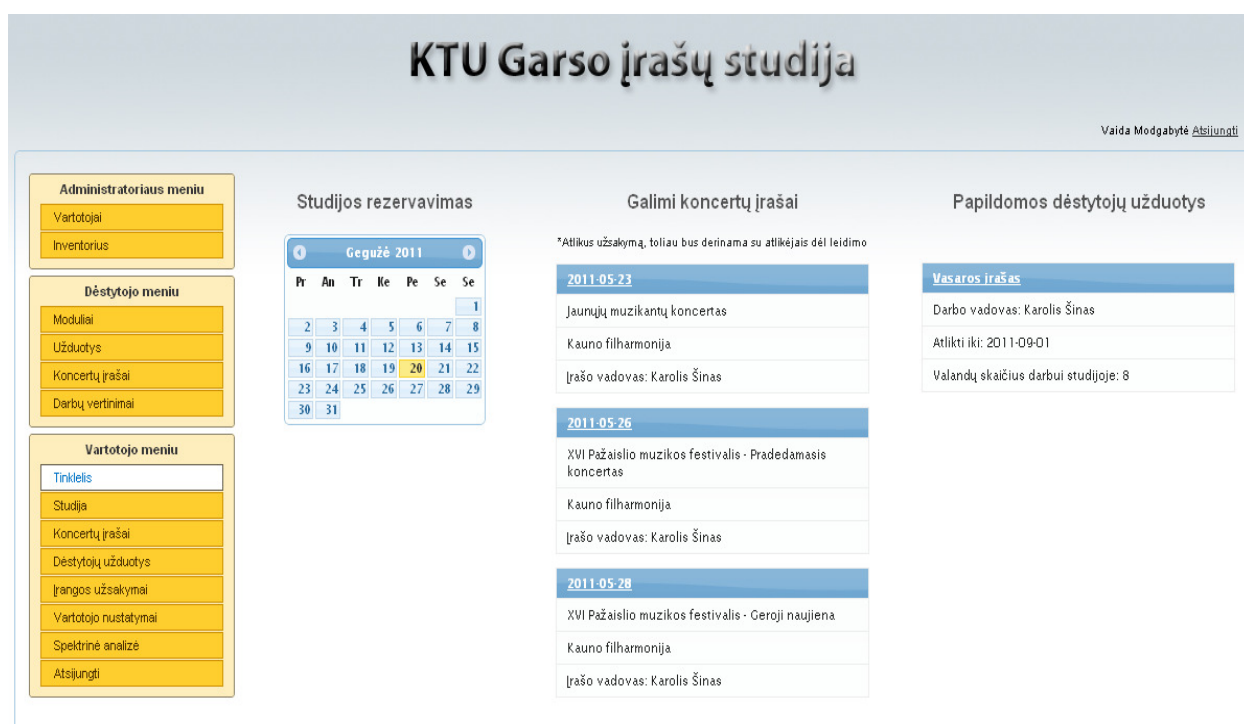 KTU Garso įrašų studija
Vaida Modgabytė Atsijungti
Administratoriaus meniu
Vartotojai
Inventorius
Dėstytojo meniu
Moduliai
Užduotys
Koncertų įrašai
Darbų vertinimai
Vartotojo meniu
Tinklelis
Studija
Koncertų įrašai
Dėstytojų užduotys
Įrangos užsakymai
Vartotojo nustatymai
Spektrinė analizė
Atsijungti
Studijos rezervavimas
Gegužė 2011
Pr An Tr Ke Pe Se Se
1
2 3 4 5 6 7 8
9 10 11 12 13 14 15
16 17 18 19 20 21 22
23 24 25 26 27 28 29
30 31
Galimi koncertų įrašai
*Atlikus užsakymą, toliau bus derinama su atlikėjais dėl leidimo
2011-05-23
Jaunųjų muzikantų koncertas
Kauno filharmonija
Įrašo vadovas: Karolis Šinas
2011-05-26
XVI Pažaislio muzikos festivalis - Pradedamasis
koncertas
Kauno filharmonija
Įrašo vadovas: Karolis Šinas
2011-05-28
XVI Pažaislio muzikos festivalis - Geroji naujiena
Kauno filharmonija
Įrašo vadovas: Karolis Šinas
Papildomos dėstytojų užduotys
Vasaros įrašas
Darbo vadovas: Karolis Šinas
Atlikti iki: 2011-09-01
Valandų skaičius darbui studijoje: 8